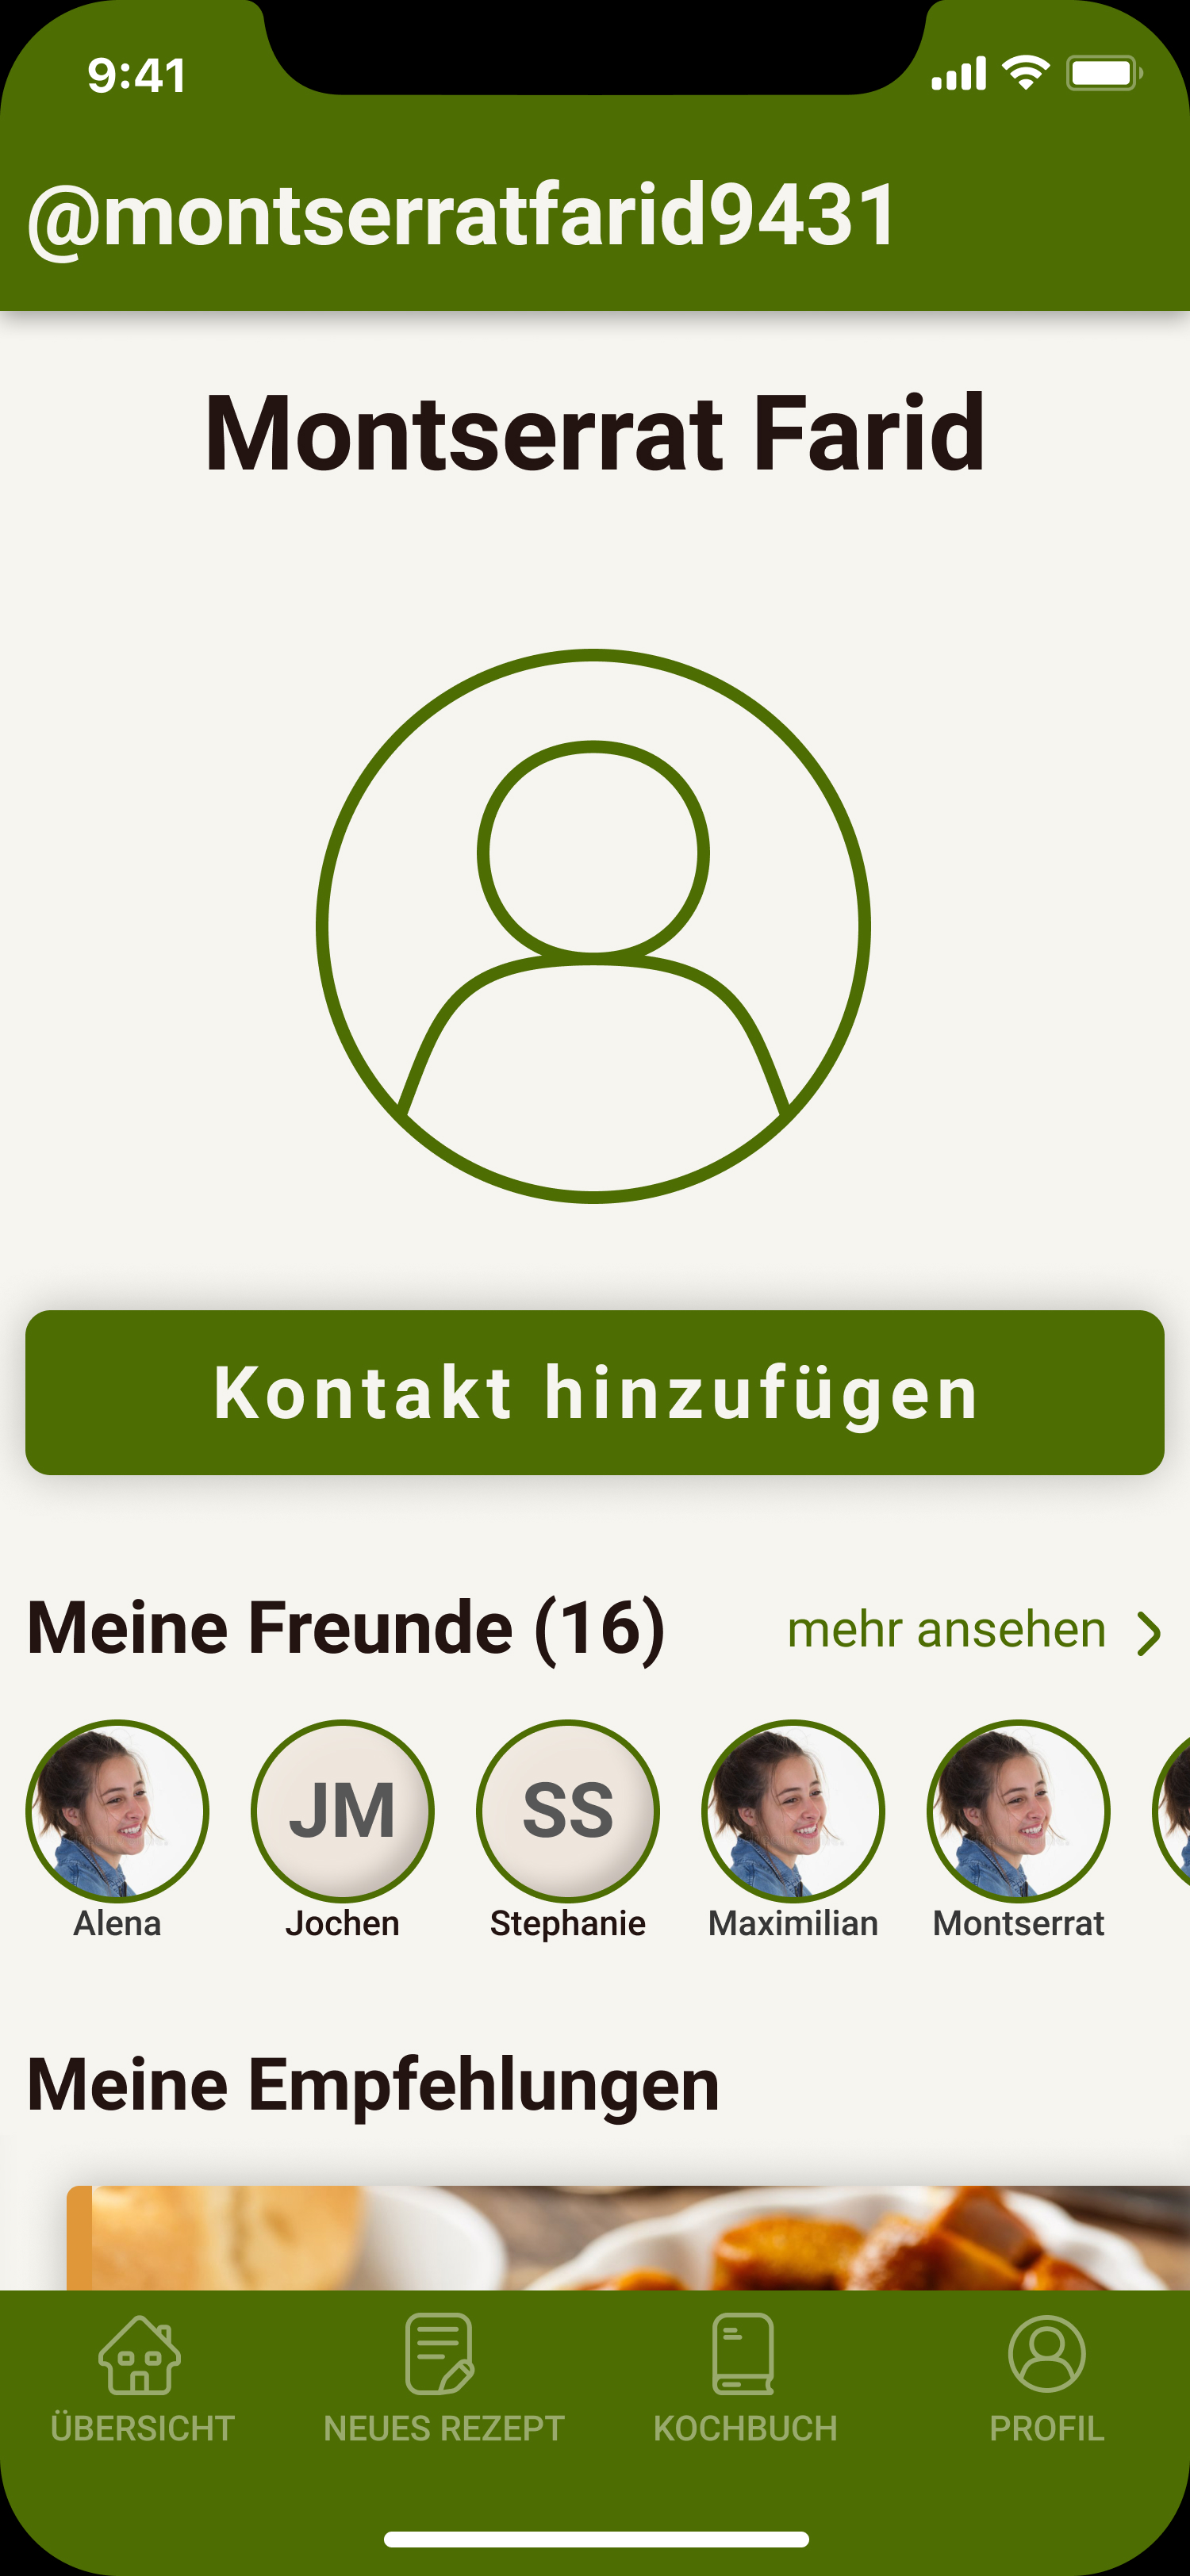 9:41
@montserratfarid9431
Montserrat Farid
Kontakt hinzufügen
Meine Freunde (16) mehr ansehen
JM SS
Alena Jochen Stephanie Maximilian Montserrat
Meine Empfehlungen
ÜBERSICHT NEUES REZEPT KOCHBUCH PROFIL